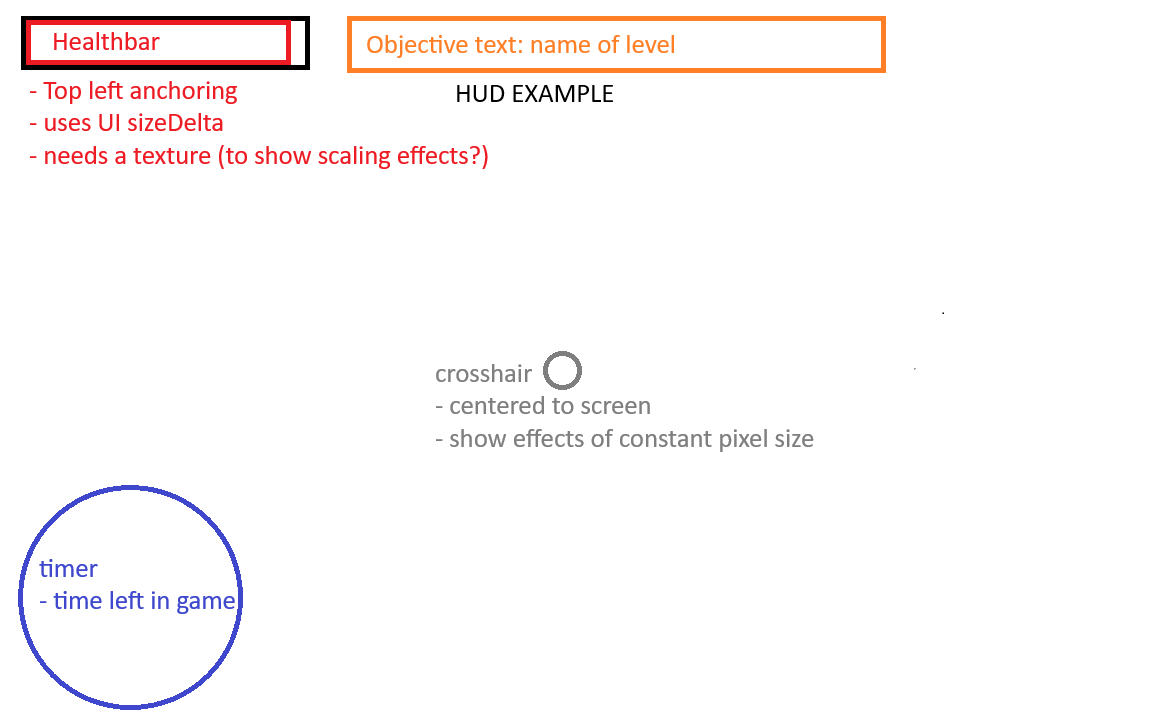 Healthbar
Objective text: name of level
- Top left anchoring
- uses UI sizeDelta
- needs a texture (to show scaling effects?)
HUD EXAMPLE
crosshair
- centered to screen
- show effects of constant pixel size
timer
- time left in game